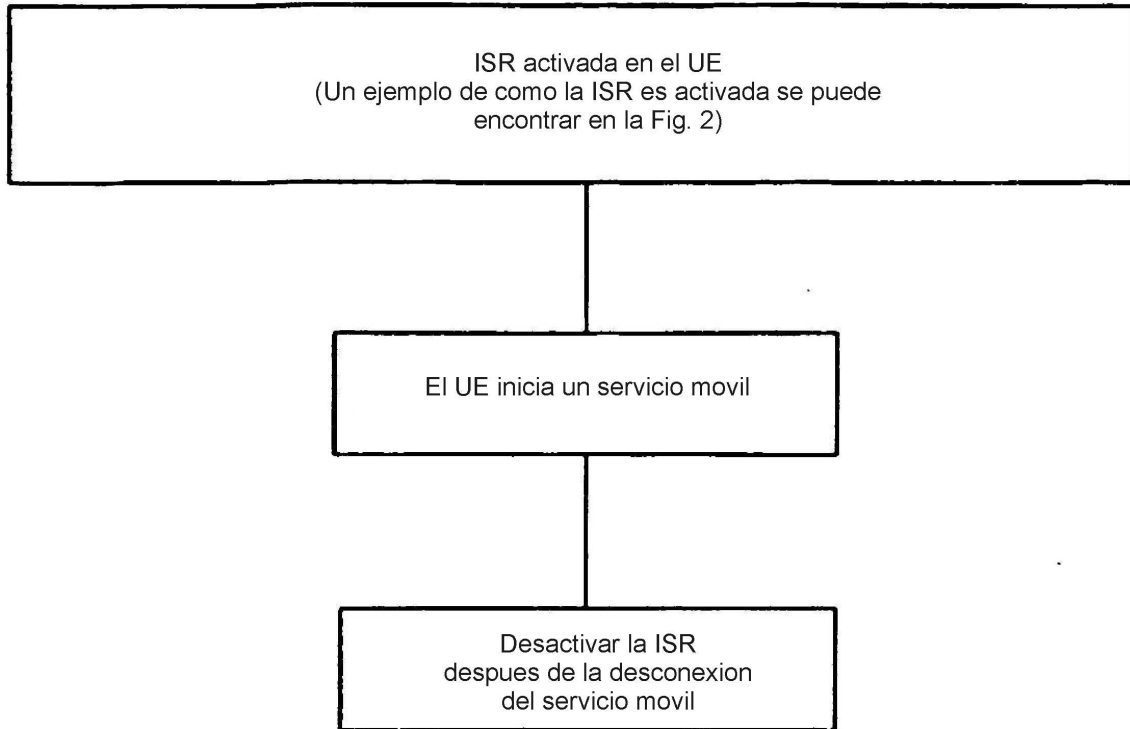 ISR activada en el UE
(Un ejemplo de como la ISR es activada se puede
encontrar en la Fig. 2)
El UE inicia un servicio movil
Desactivar la ISR
despues de la desconexion
del servicio movil